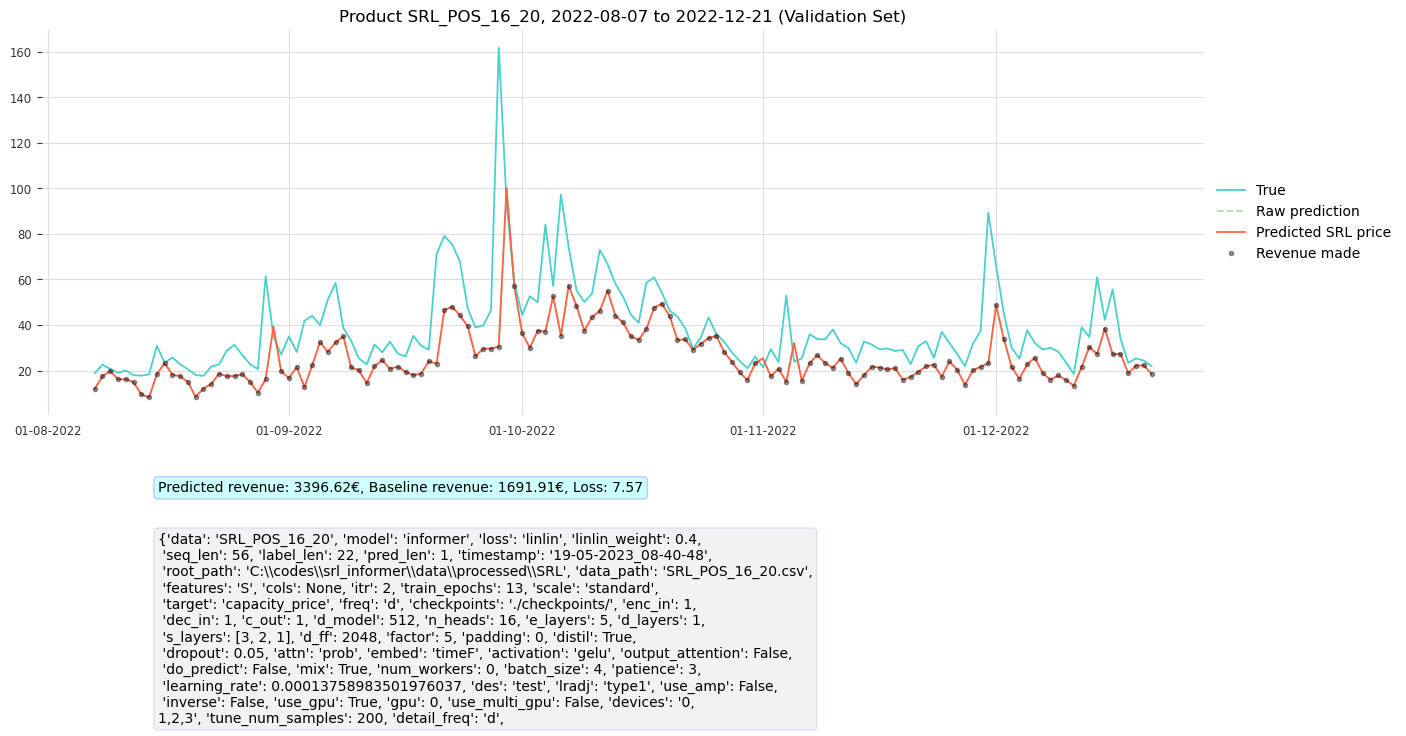 Product SRL_POS_16_20, 2022-08-07 to 2022-12-21 (Validation Set)
160
140
120
100
80
60
40
20
01-08-2022
01-09-2022
01-10-2022
01-11-2022
01-12-2022
True
Raw prediction
Predicted SRL price
Revenue made
Predicted revenue: 3396.62€, Baseline revenue: 1691.91€, Loss: 7.57
{'data': 'SRL_POS_16_20', 'model': 'informer', 'loss': 'linlin', 'linlin_weight': 0.4,
'seq_len': 56, 'label_len': 22, 'pred_len': 1, 'timestamp': '19-05-2023_08-40-48',
'root_path': 'C:\\codes\\srl_informer\\data\\processed\\SRL', 'data_path': 'SRL_POS_16_20.csv',
'features': 'S', 'cols': None, 'itr': 2, 'train_epochs': 13, 'scale': 'standard',
'target': 'capacity_price', 'freq': 'd', 'checkpoints': './checkpoints/', 'enc_in': 1,
'dec_in': 1, 'c_out': 1, 'd_model': 512, 'n_heads': 16, 'e_layers': 5, 'd_layers': 1,
's_layers': [3, 2, 1], 'd_ff': 2048, 'factor': 5, 'padding': 0, 'distil': True,
'dropout': 0.05, 'attn': 'prob', 'embed': 'timeF', 'activation': 'gelu', 'output_attention': False,
'do_predict': False, 'mix': True, 'num_workers': 0, 'batch_size': 4, 'patience': 3,
'learning_rate': 0.00013758983501976037, 'des': 'test', 'lradj': 'type1', 'use_amp': False,
'inverse': False, 'use_gpu': True, 'gpu': 0, 'use_multi_gpu': False, 'devices': '0,
1,2,3', 'tune_num_samples': 200, 'detail_freq': 'd',